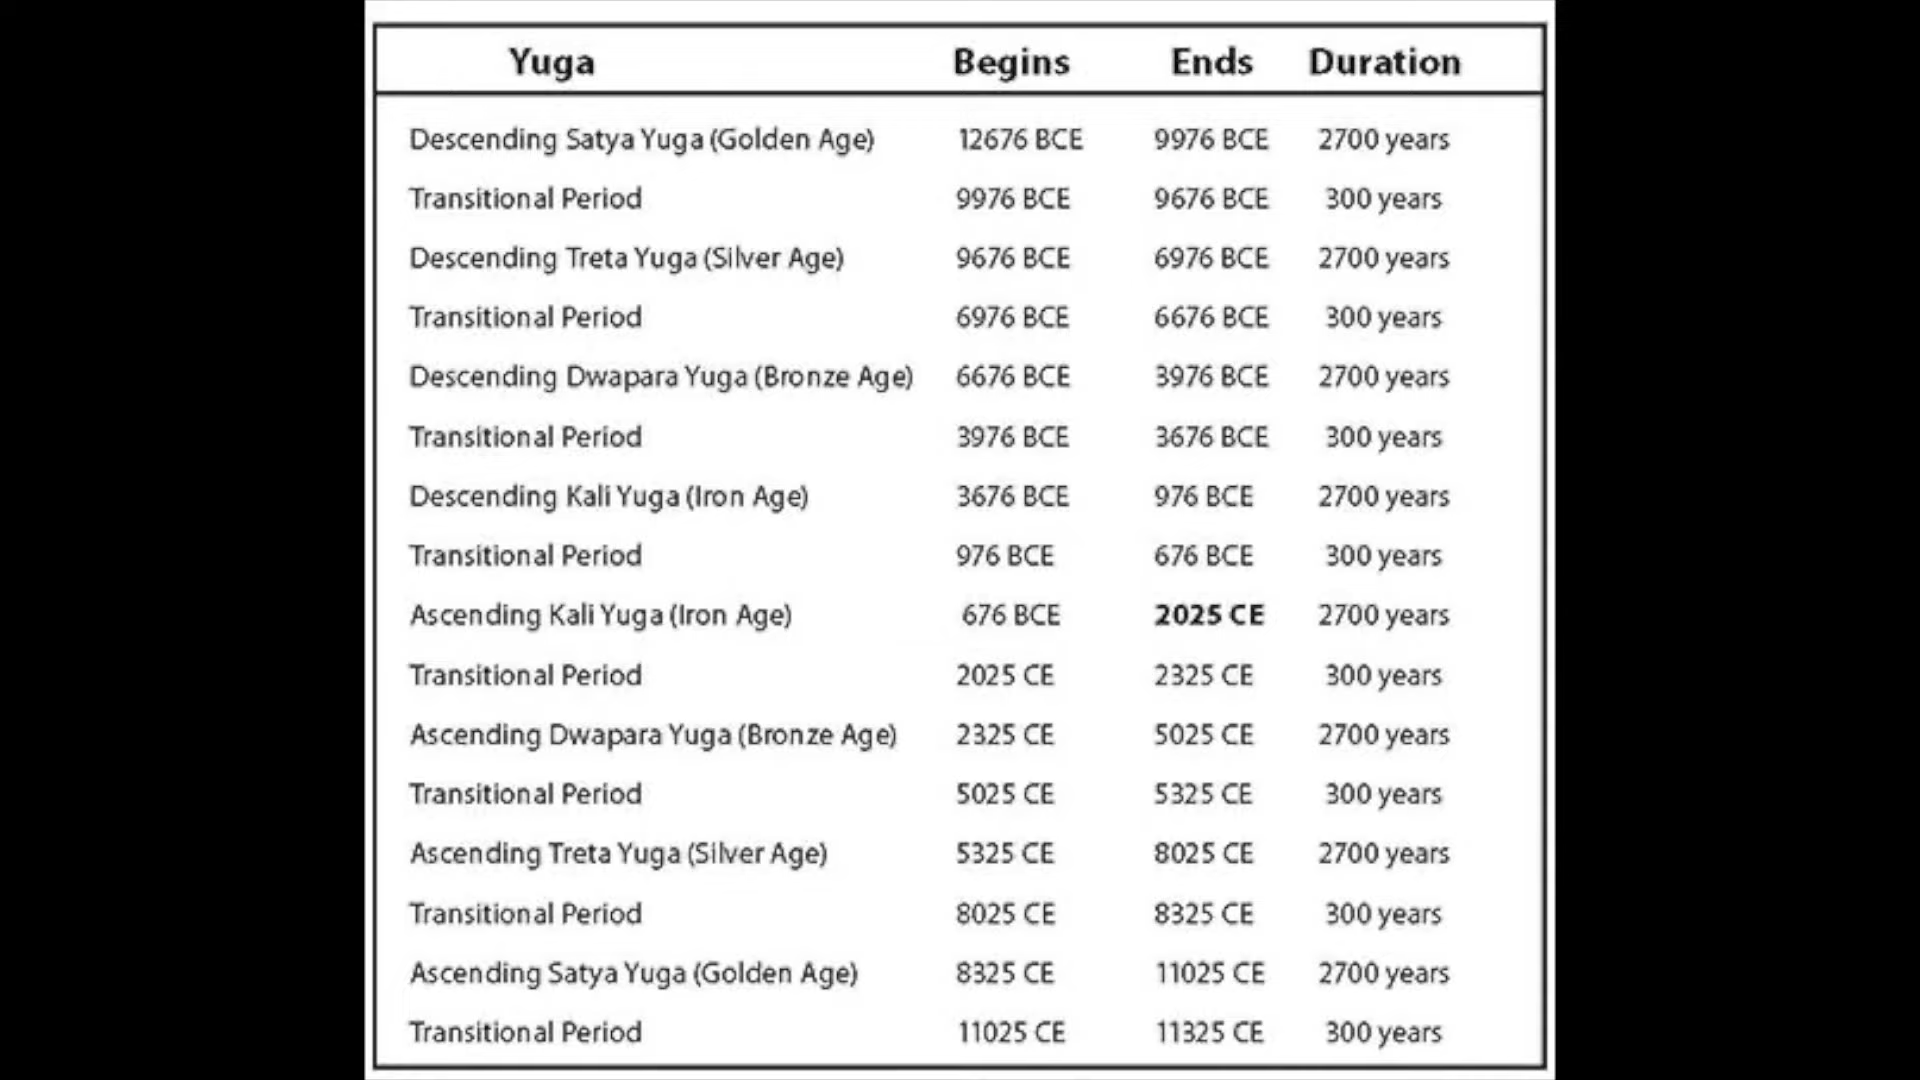 Yuga Begins Ends Duration
Descending Satya Yuga (Golden Age) 12676 BCE 9976 BCE 2700 years
Transitional Period 9976 BCE 9676 BCE 300 years
Descending Treta Yuga (Silver Age) 9676 BCE 6976 BCE 2700 years
Transitional Period 6976 BCE 6676 BCE 300 years
Descending Dwapara Yuga (Bronze Age) 6676 BCE 3976 BCE 2700 years
Transitional Period 3976 BCE 3676 BCE 300 years
Descending Kali Yuga (Iron Age) 3676 BCE 976 BCE 2700 years
Transitional Period 976 BCE 676 BCE 300 years
Ascending Kali Yuga (Iron Age) 676 BCE 2025 CE 2700 years
Transitional Period 2025 CE 2325 CE 300 years
Ascending Dwapara Yuga (Bronze Age) 2325 CE 5025 CE 2700 years
Transitional Period 5025 CE 5325 CE 300 years
Ascending Treta Yuga (Silver Age) 5325 CE 8025 CE 2700 years
Transitional Period 8025 CE 8325 CE 300 years
Ascending Satya Yuga (Golden Age) 8325 CE 11025 CE 2700 years
Transitional Period 11025 CE 11325 CE 300 years